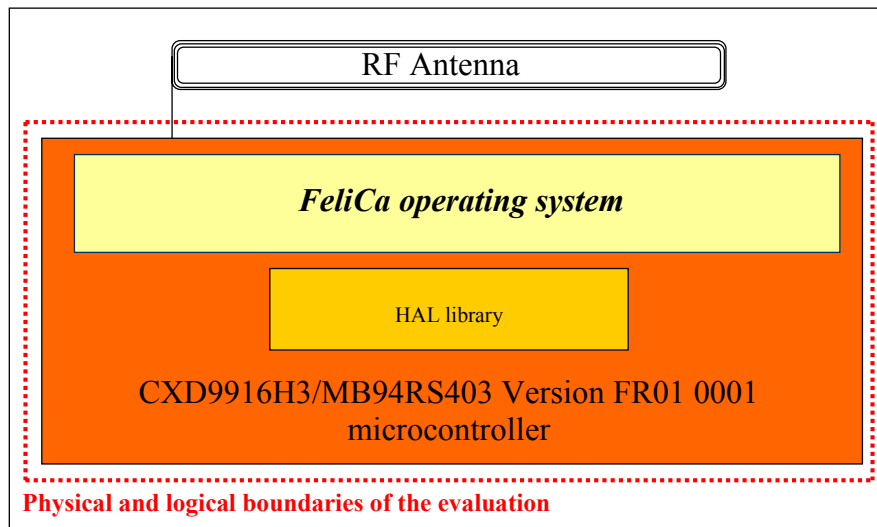 RF Antenna
FeliCa operating system
HAL library
CXD9916H3/MB94RS403 Version FR01 0001
microcontroller
Physical and logical boundaries of the evaluation